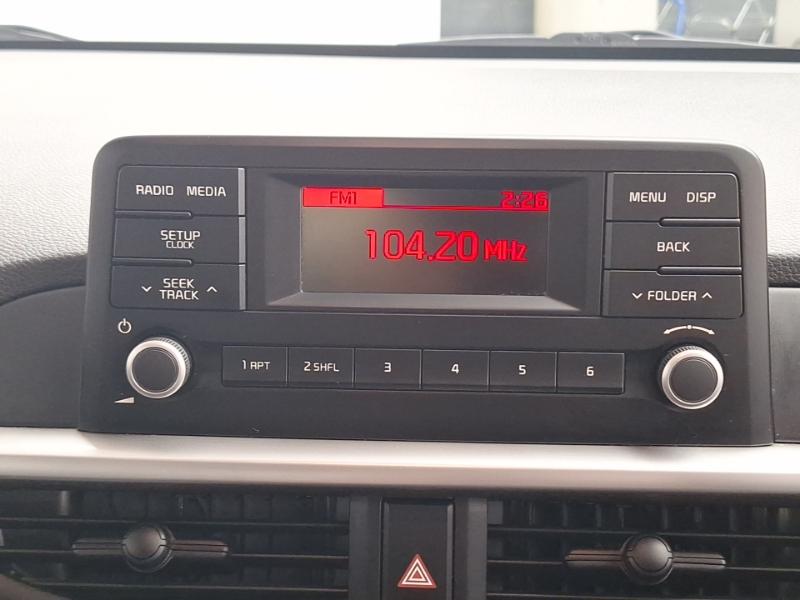 RADIO MEDIA
SETUP
CLOCK
SEEK
TRACK
FM1 2:26
104.20 MHz
MENU DISP
BACK
FOLDER
1 RPT 2 SHFL 3 4 5 6